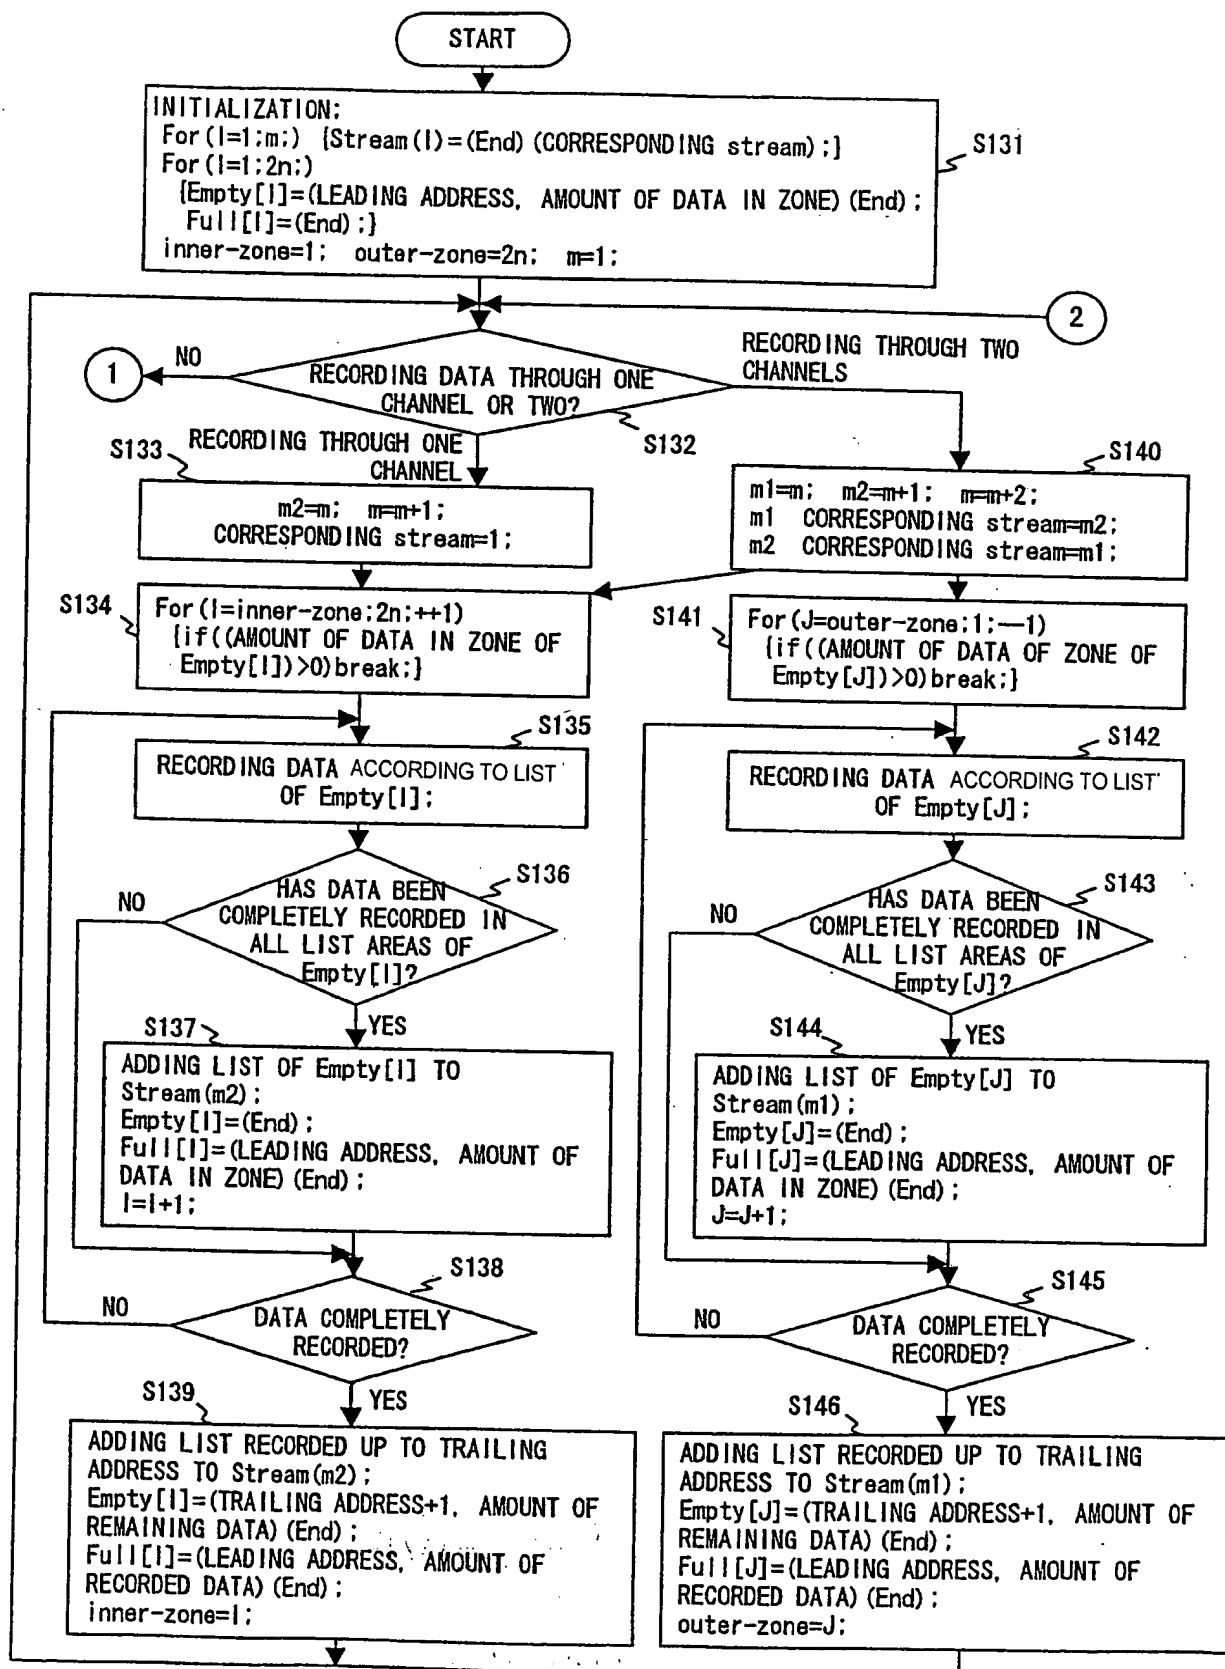 START
INITIALIZATION;
For(I=1;m;) {Stream(I)=(End)(CORRESPONDING stream);}
For(I=1;2n;)
{Empty[I]=(LEADING ADDRESS, AMOUNT OF DATA IN ZONE)(End);
Full[I]=(End);}
inner-zone=1; outer-zone=2n; m=1;
S131
2
1
NO
RECORDING DATA THROUGH ONE
CHANNEL OR TWO?
S132
RECORDING THROUGH TWO
CHANNELS
RECORDING THROUGH ONE
CHANNEL
S133
m2=m; m=m+1;
CORRESPONDING stream=1;
S140
m1=m; m2=m+1; m=m+2;
m1 CORRESPONDING stream=m2;
m2 CORRESPONDING stream=m1;
S134
For(I=inner-zone;2n;++1)
{if((AMOUNT OF DATA IN ZONE OF
Empty[I])>0)break;}
S141
For(J=outer-zone;1;--1)
{if((AMOUNT OF DATA OF ZONE OF
Empty[J])>0)break;}
S135
RECORDING DATA ACCORDING TO LIST
OF Empty[I];
S142
RECORDING DATA ACCORDING TO LIST
OF Empty[J];
S136
NO
HAS DATA BEEN
COMPLETELY RECORDED IN
ALL LIST AREAS OF
Empty[I]?
YES
S143
NO
HAS DATA BEEN
COMPLETELY RECORDED IN
ALL LIST AREAS OF
Empty[J]?
YES
S137
ADDING LIST OF Empty[I] TO
Stream(m2);
Empty[I]=(End);
Full[I]=(LEADING ADDRESS, AMOUNT OF
DATA IN ZONE)(End);
I=I+1;
S144
ADDING LIST OF Empty[J] TO
Stream(m1);
Empty[J]=(End);
Full[J]=(LEADING ADDRESS, AMOUNT OF
DATA IN ZONE)(End);
J=J+1;
S138
NO
DATA COMPLETELY
RECORDED?
YES
S145
NO
DATA COMPLETELY
RECORDED?
YES
S139
ADDING LIST RECORDED UP TO TRAILING
ADDRESS TO Stream(m2);
Empty[I]=(TRAILING ADDRESS+1, AMOUNT OF
REMAINING DATA)(End);
Full[I]=(LEADING ADDRESS, AMOUNT OF
RECORDED DATA)(End);
inner-zone=I;
S146
ADDING LIST RECORDED UP TO TRAILING
ADDRESS TO Stream(m1);
Empty[J]=(TRAILING ADDRESS+1, AMOUNT OF
REMAINING DATA)(End);
Full[J]=(LEADING ADDRESS, AMOUNT OF
RECORDED DATA)(End);
outer-zone=J;